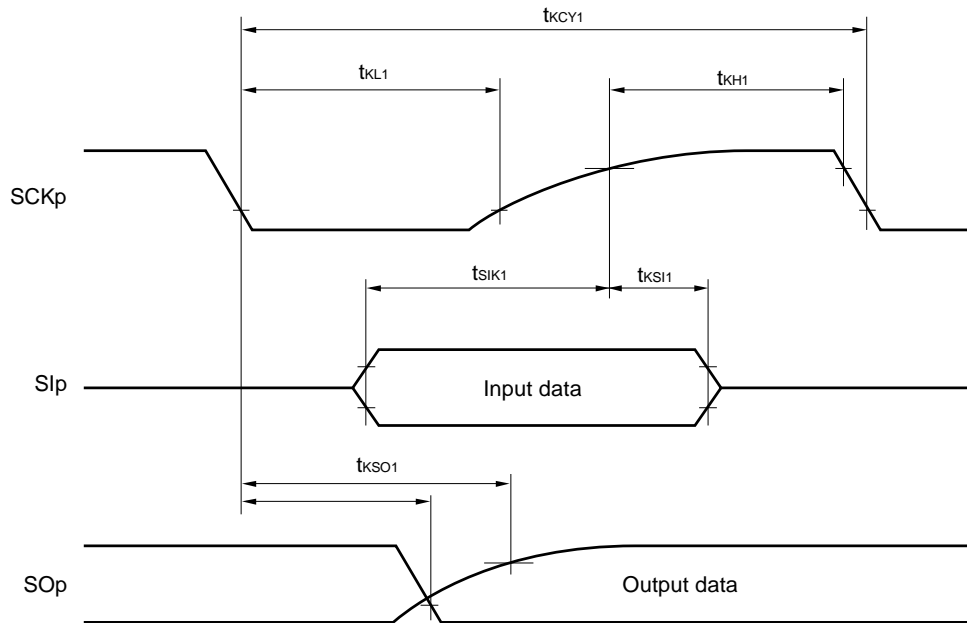 tKCY1
tKL1
tKH1
SCKp
tSIK1
tKSI1
SIp
Input data
tKSO1
SOp
Output data